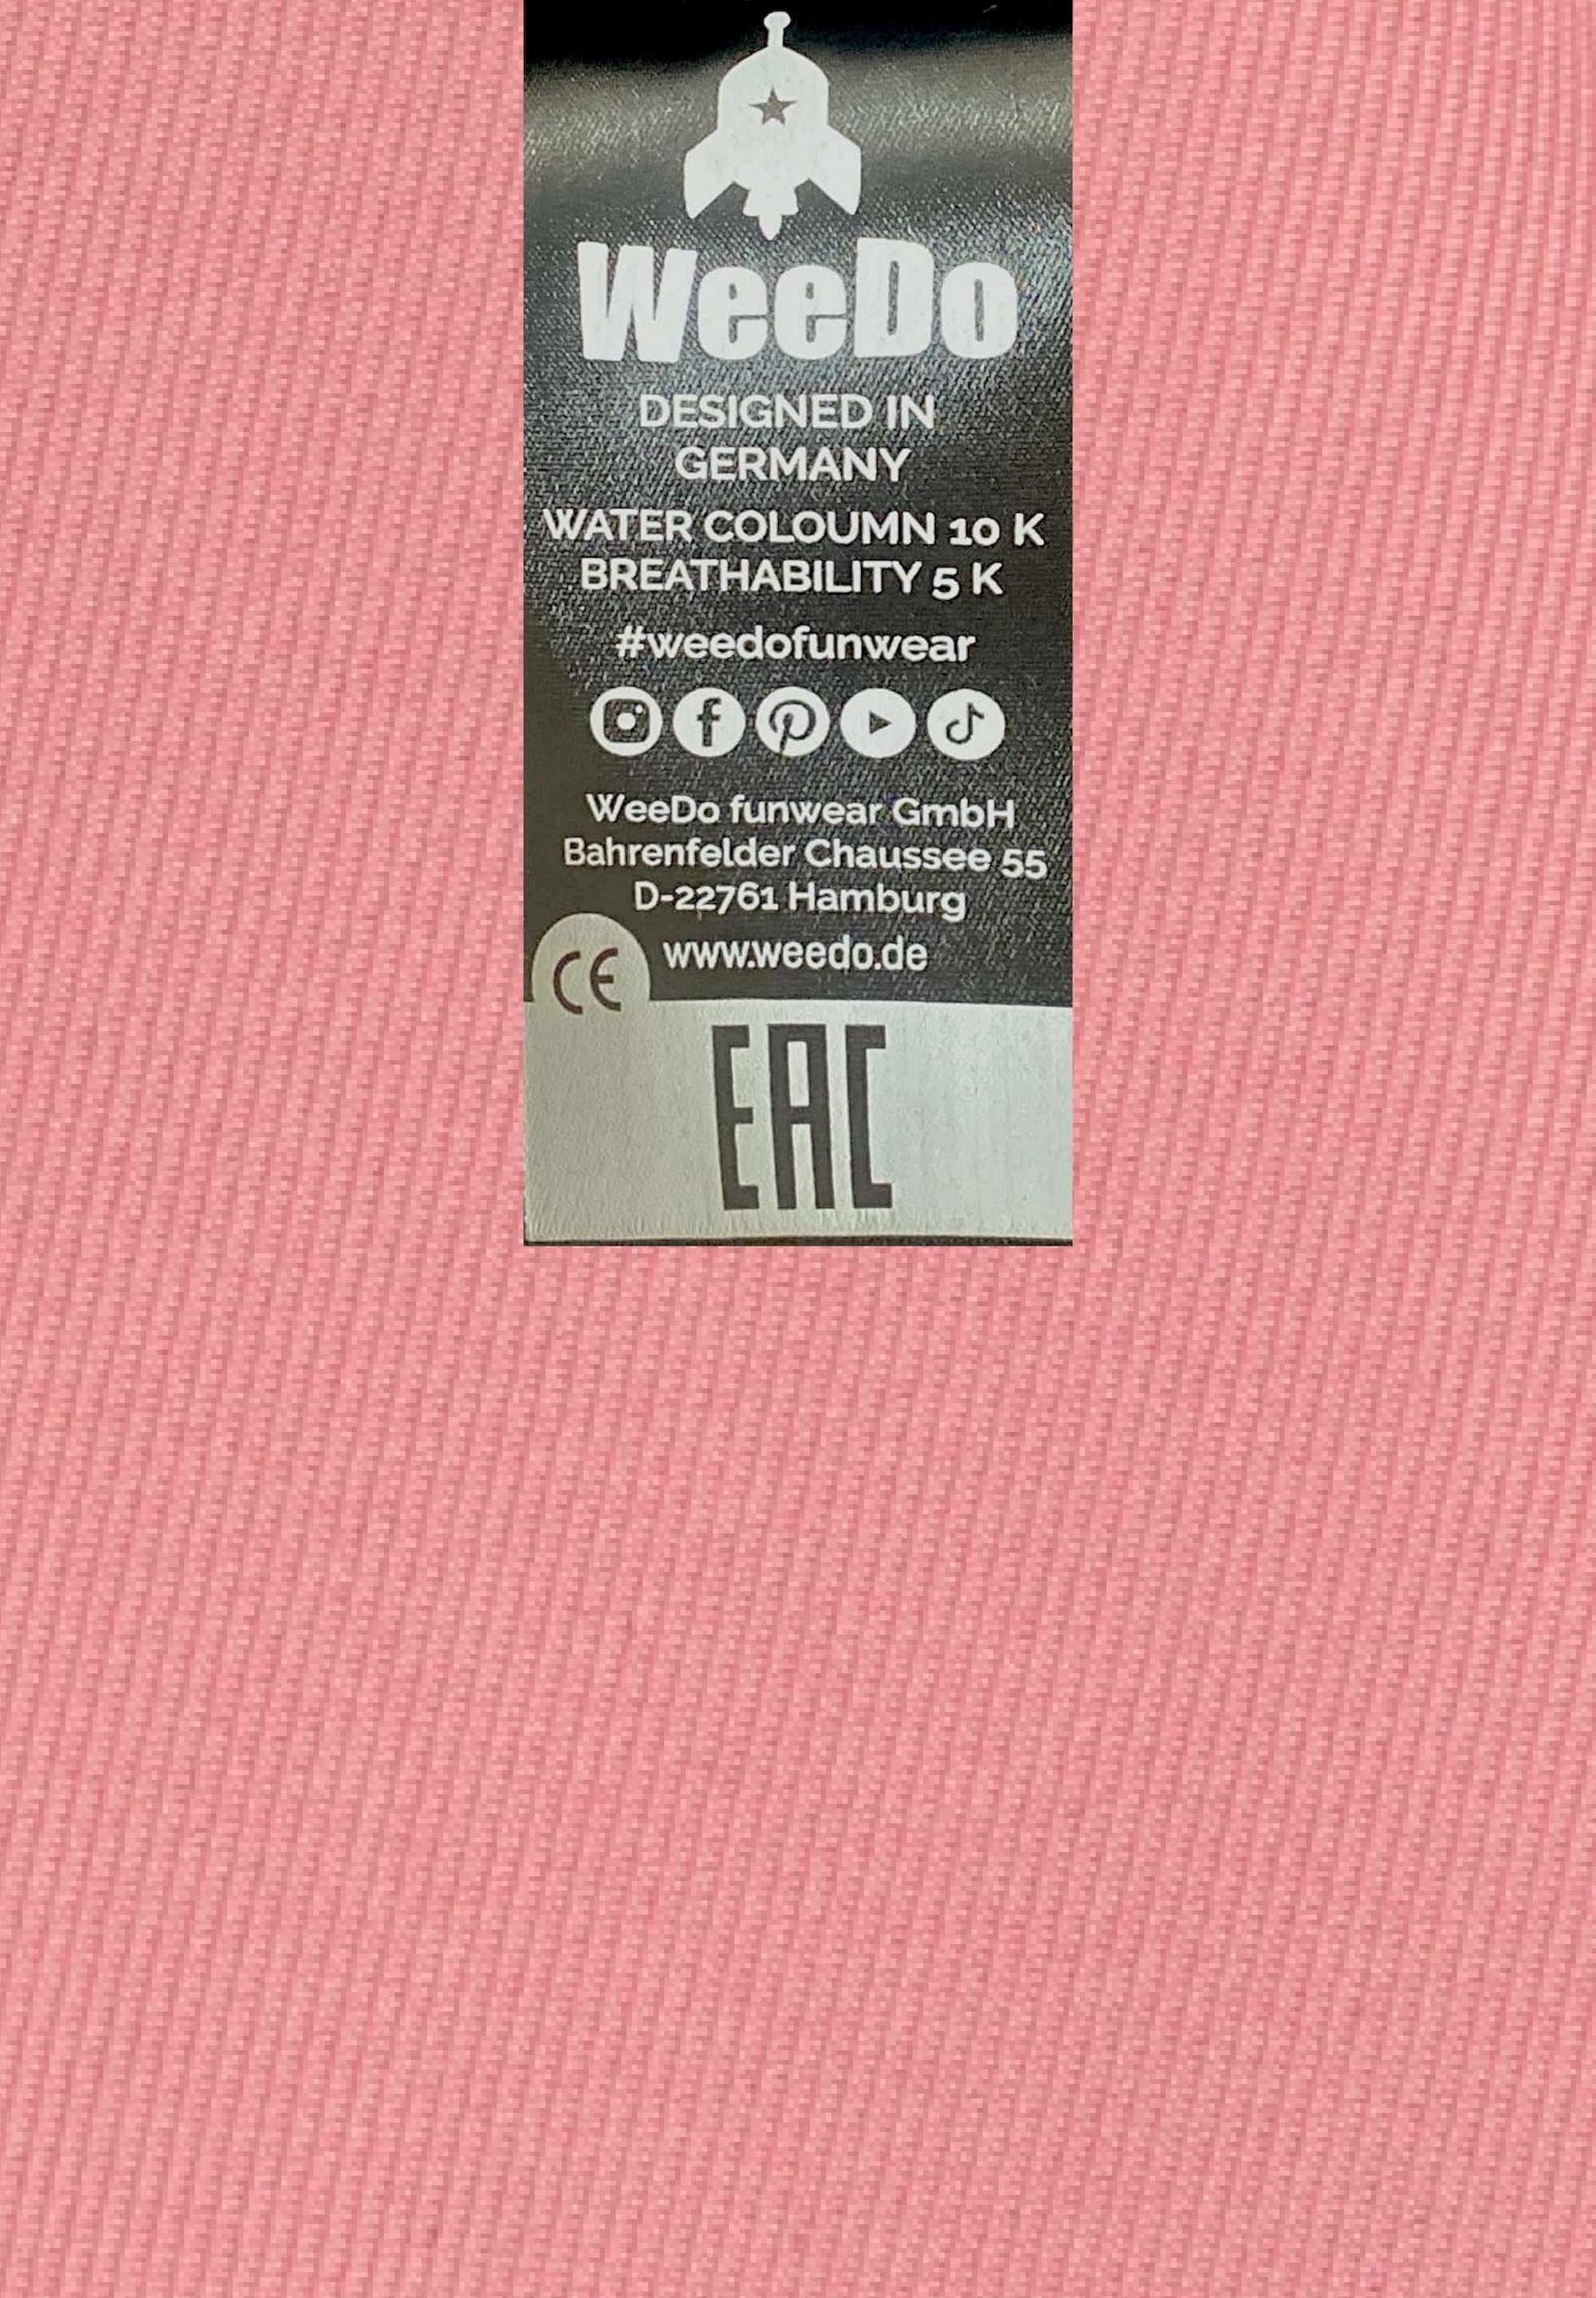 WeeDo
DESIGNED IN
GERMANY
WATER COLOUMN 10 K
BREATHABILITY 5 K
#weedofunwear
WeeDo funwear GmbH
Bahrenfelder Chaussee 55
D-22761 Hamburg
www.weedo.de
CE
EAC